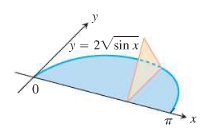 y
y = 2√sin x
0
π
x